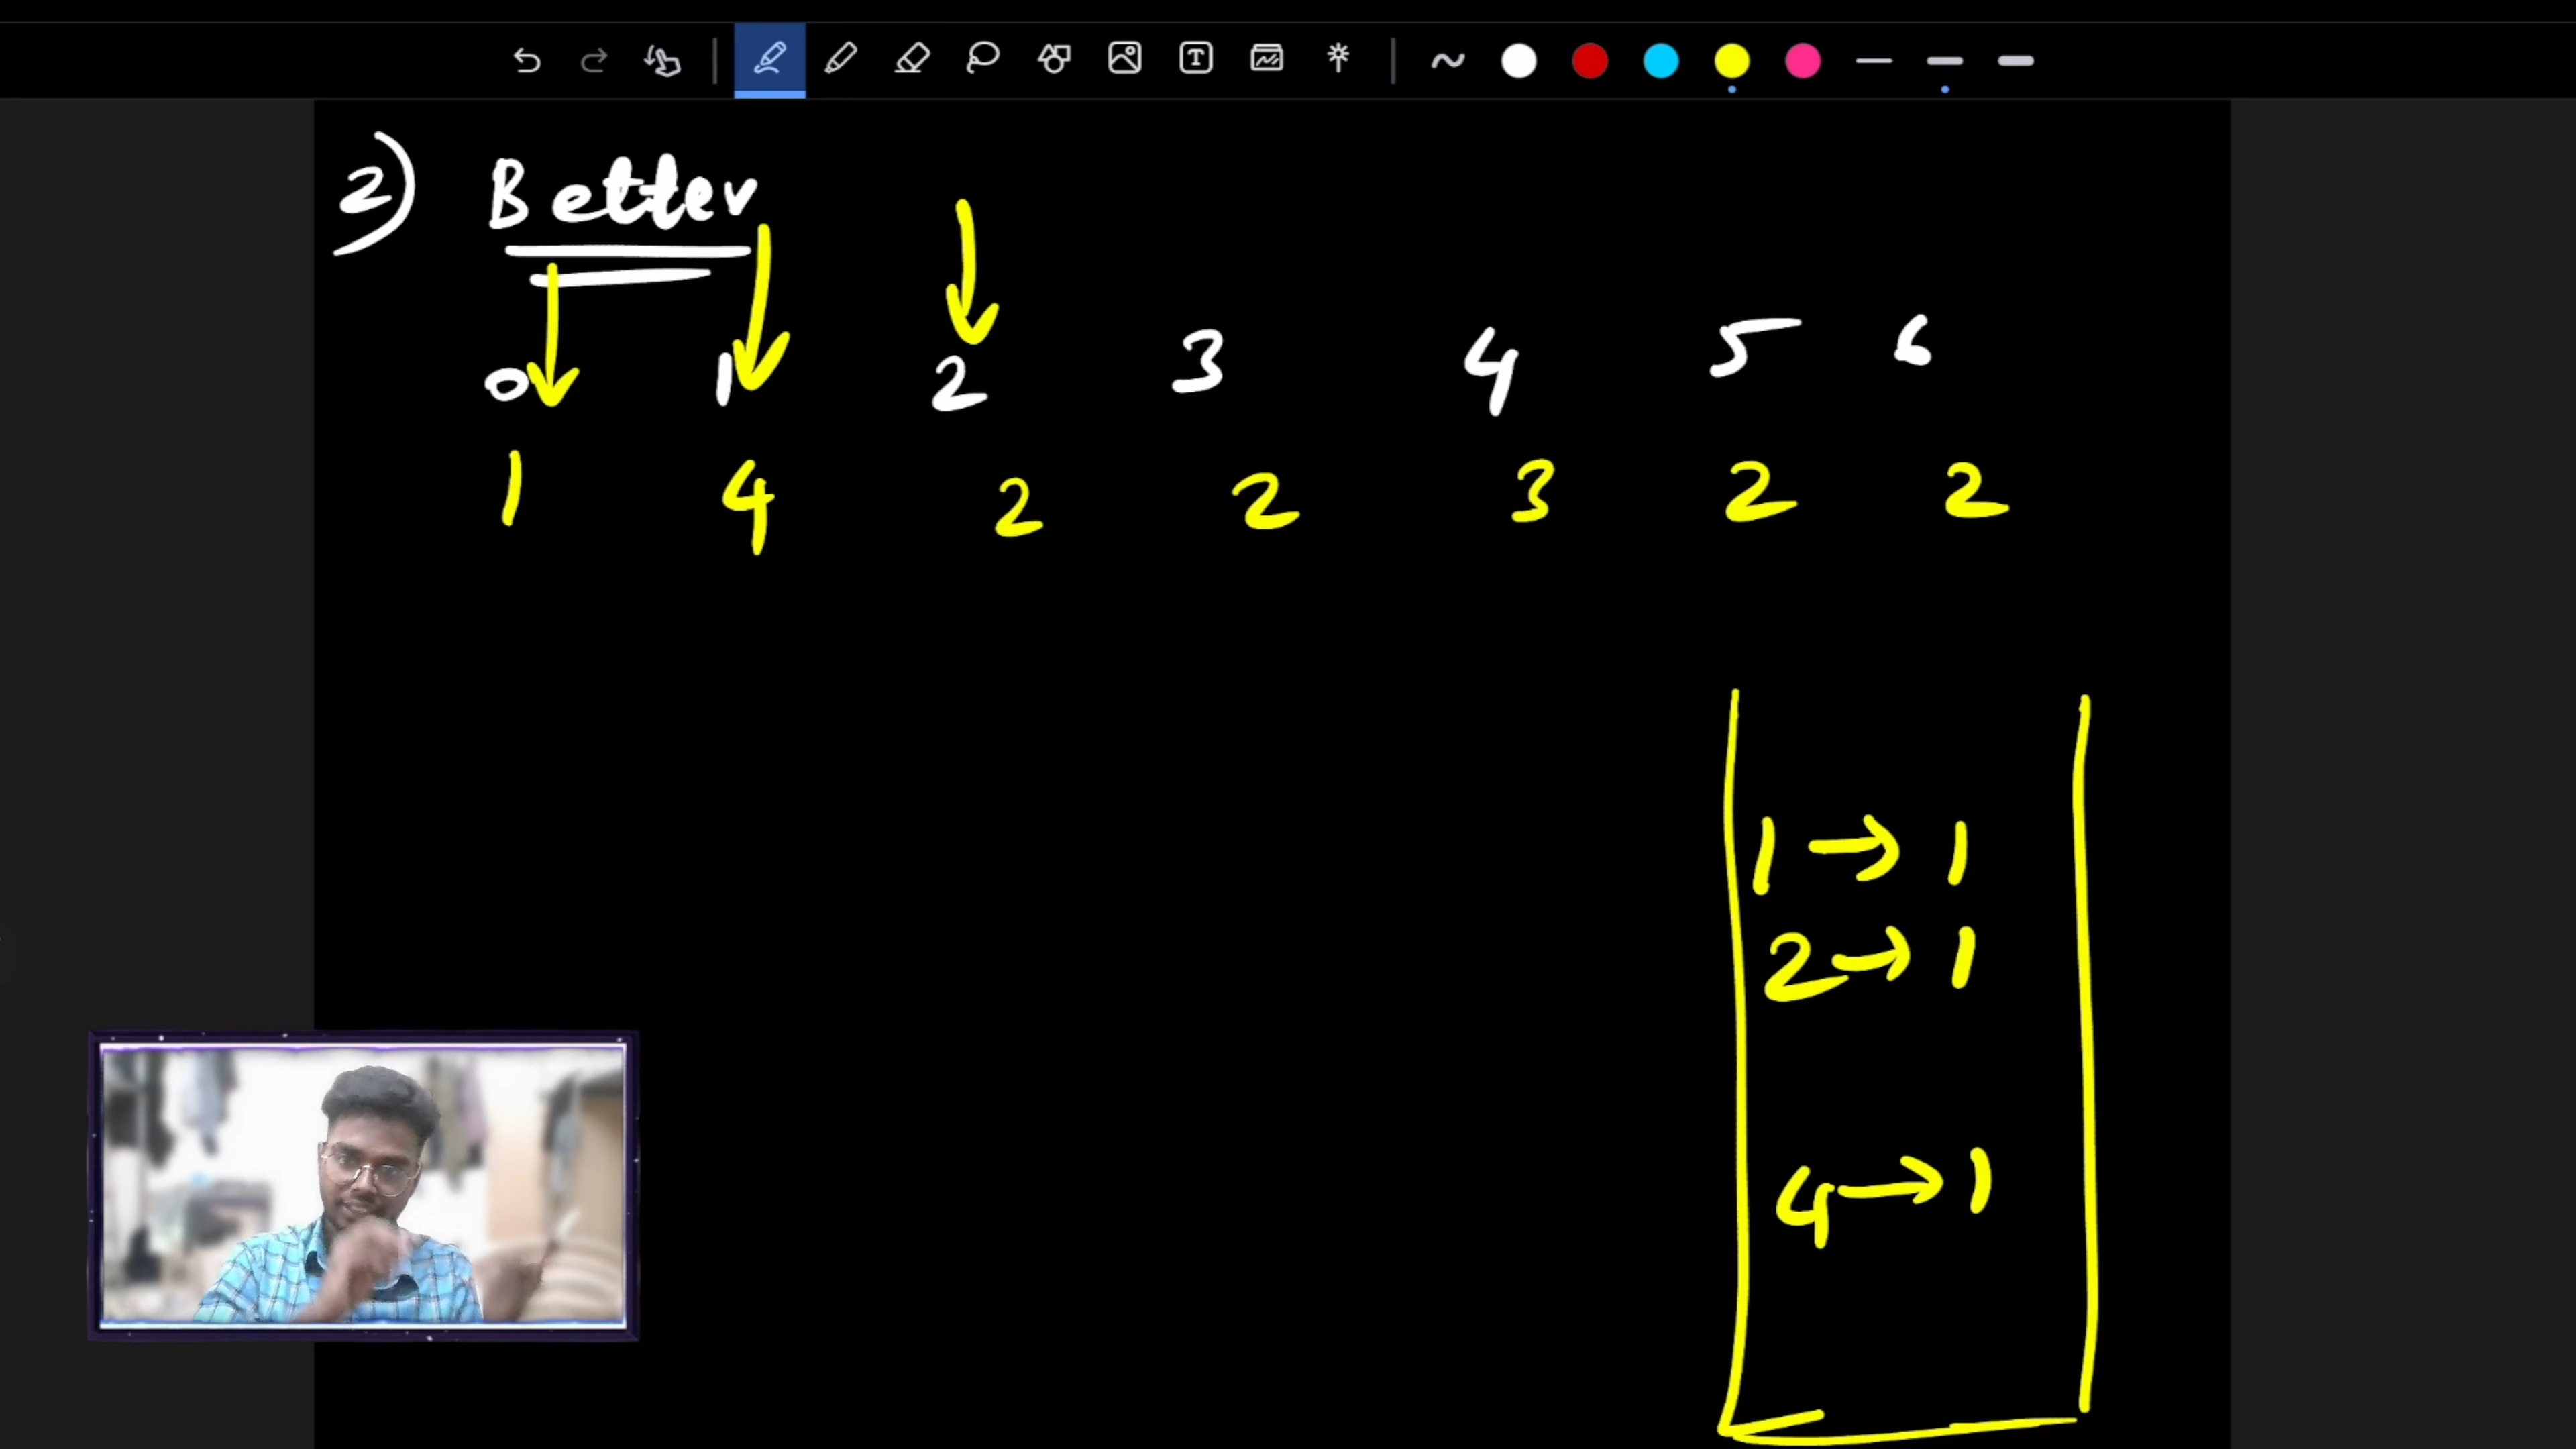 2) Better
0 1 2 3 4 5 6
1 4 2 2 3 2 2
1 → 1
2 → 1
4 → 1